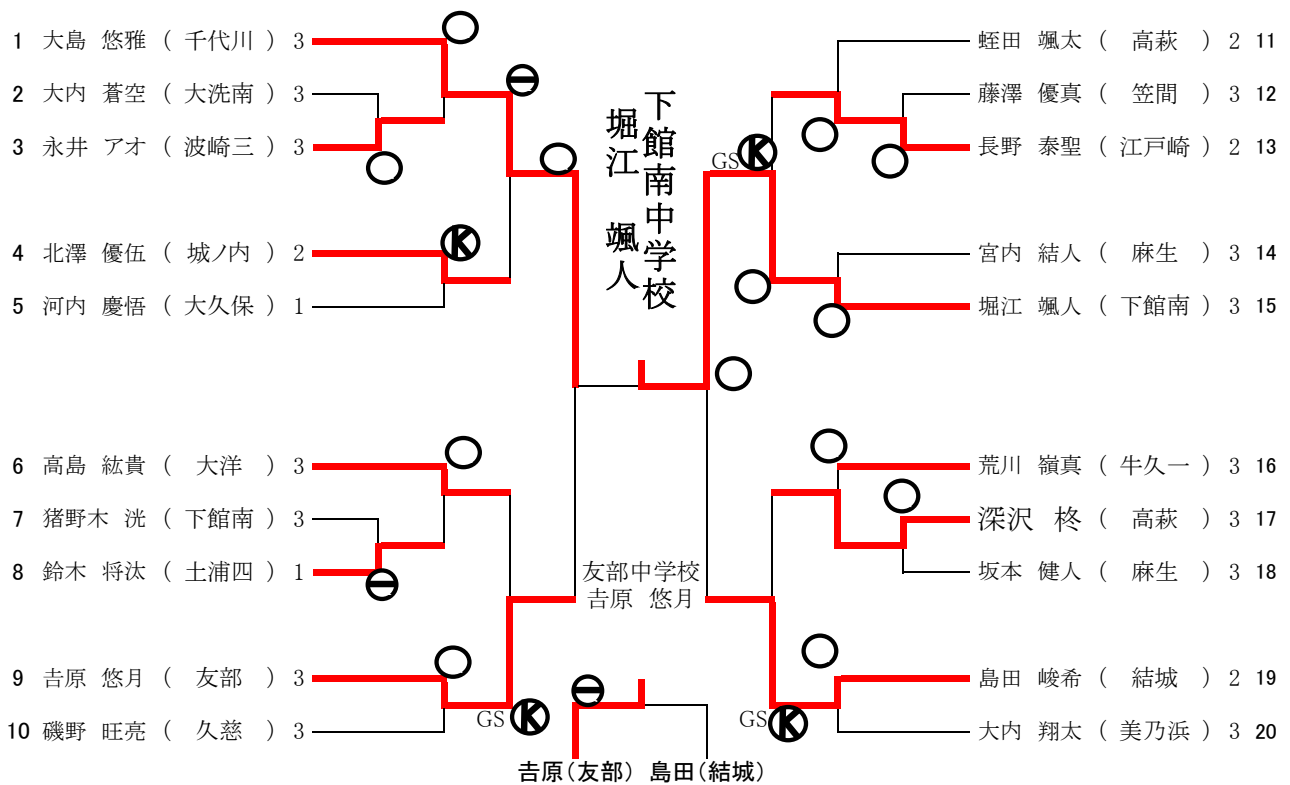 1 大島 悠雅 ( 千代川 ) 3
2 大内 蒼空 ( 大洗南 ) 3
3 永井 アオ ( 波崎三 ) 3
4 北澤 優伍 ( 城ノ内 ) 2
K
5 河内 慶悟 ( 大久保 ) 1
6 高島 紘貴 ( 大洋 ) 3
7 猪野木 洸 ( 下館南 ) 3
8 鈴木 将汰 ( 土浦四 ) 1
9 𠮷原 悠月 ( 友部 ) 3
10 磯野 旺亮 ( 久慈 ) 3
GS K
下館南中学校
堀江 颯人
友部中学校
𠮷原 悠月
𠮷原(友部) 島田(結城)
蛭田 颯太 ( 高萩 ) 2 11
藤澤 優真 ( 笠間 ) 3 12
長野 泰聖 ( 江戸崎 ) 2 13
GS K
宮内 結人 ( 麻生 ) 3 14
堀江 颯人 ( 下館南 ) 3 15
荒川 嶺真 ( 牛久一 ) 3 16
深沢 柊 ( 高萩 ) 3 17
坂本 健人 ( 麻生 ) 3 18
島田 峻希 ( 結城 ) 2 19
大内 翔太 ( 美乃浜 ) 3 20
GS K